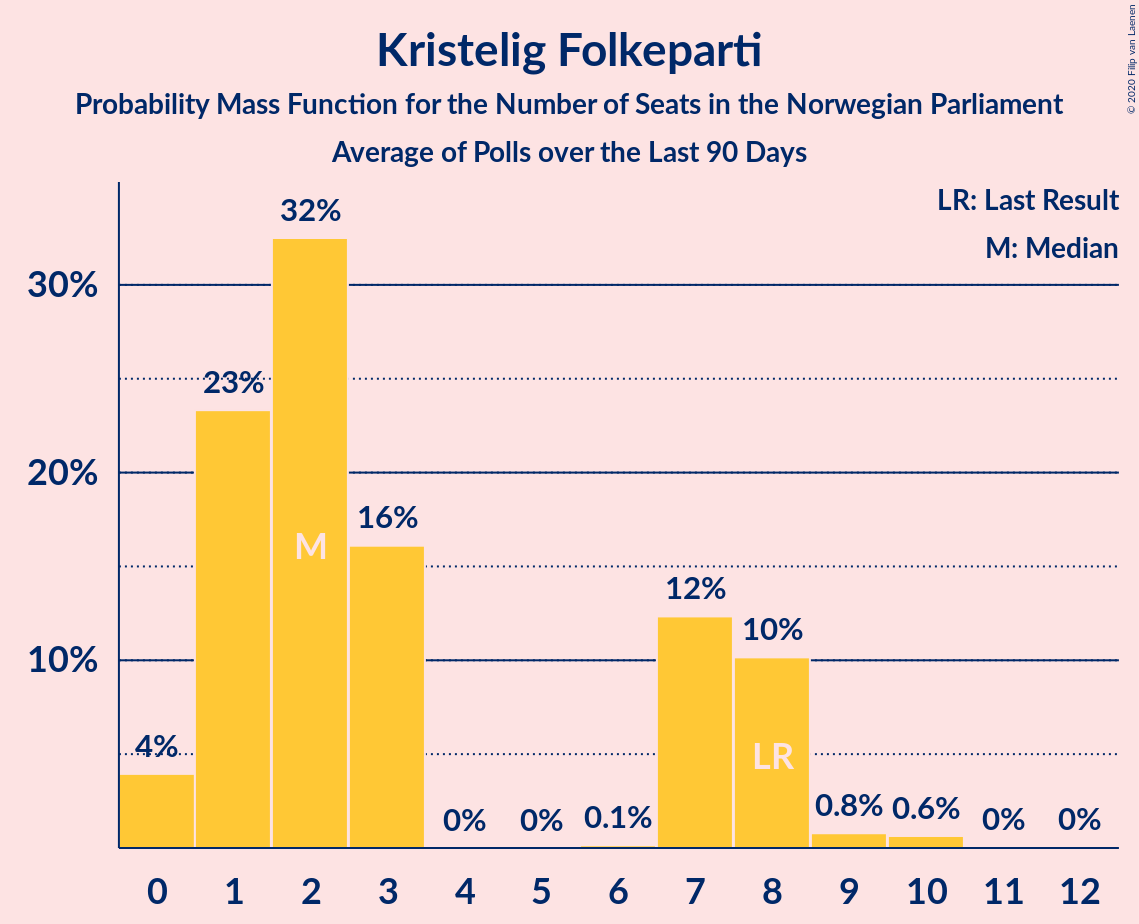 Kristelig Folkeparti
Probability Mass Function for the Number of Seats in the Norwegian Parliament
Average of Polls over the Last 90 Days
© 2020 Filip van Laenen
LR: Last Result
M: Median
32%
30%
23%
20%
16%
M
12%
10%
10%
4%
LR
0%
0%
0.1%
0.8%
0.6%
0%
0%
0 1 2 3 4 5 6 7 8 9 10 11 12